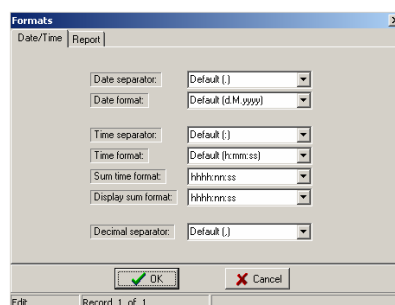 Formats
Date/Time Report
Date separator: Default (.)
Date format: Default (d.M.yyyy)
Time separator: Default (:)
Time format: Default (h:mm:ss)
Sum time format: hhhh:nn:ss
Display sum format: hhhh:nn:ss
Decimal separator: Default (,)
OK Cancel
Edit Record 1 of 1